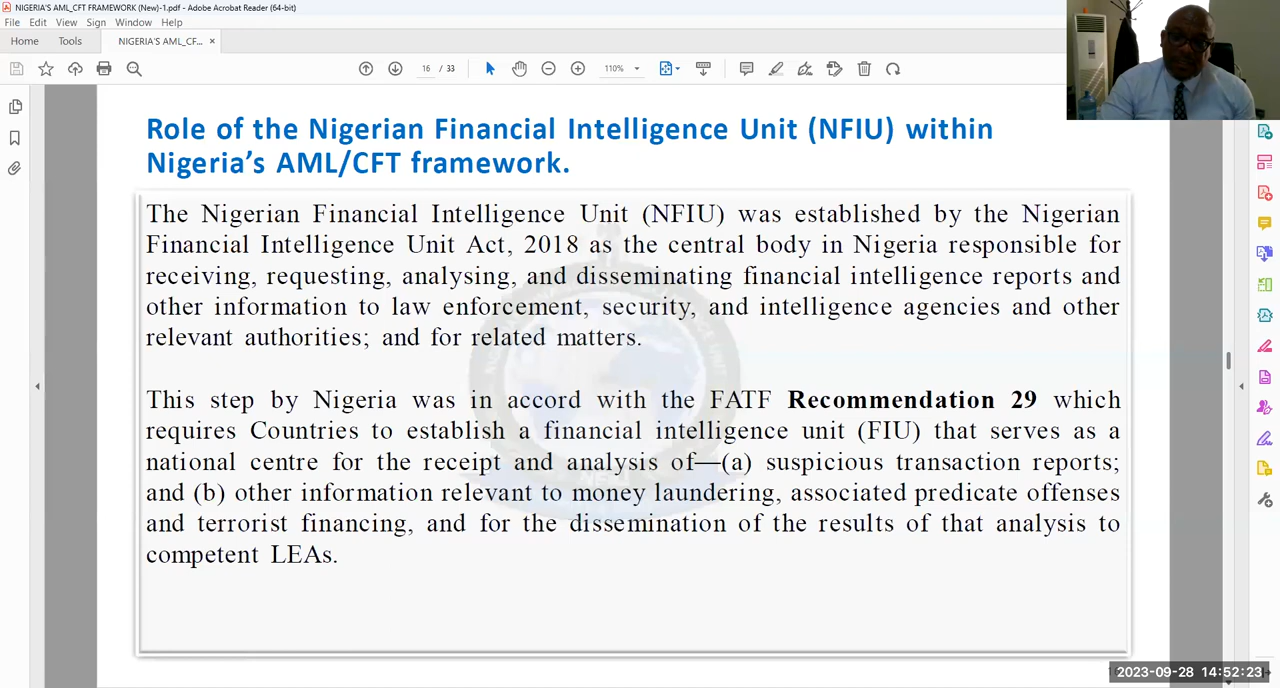 NIGERIA'S AML_CFT FRAMEWORK (New)-1.pdf - Adobe Acrobat Reader (64-bit)
File Edit View Sign Window Help
Home Tools NIGERIA'S AML_CF... ×
16 / 33 110%
Role of the Nigerian Financial Intelligence Unit (NFIU) within
Nigeria's AML/CFT framework.
The Nigerian Financial Intelligence Unit (NFIU) was established by the Nigerian
Financial Intelligence Unit Act, 2018 as the central body in Nigeria responsible for
receiving, requesting, analysing, and disseminating financial intelligence reports and
other information to law enforcement, security, and intelligence agencies and other
relevant authorities; and for related matters.
This step by Nigeria was in accord with the FATF Recommendation 29 which
requires Countries to establish a financial intelligence unit (FIU) that serves as a
national centre for the receipt and analysis of—(a) suspicious transaction reports;
and (b) other information relevant to money laundering, associated predicate offenses
and terrorist financing, and for the dissemination of the results of that analysis to
competent LEAs.
2023-09-28 14:52:23